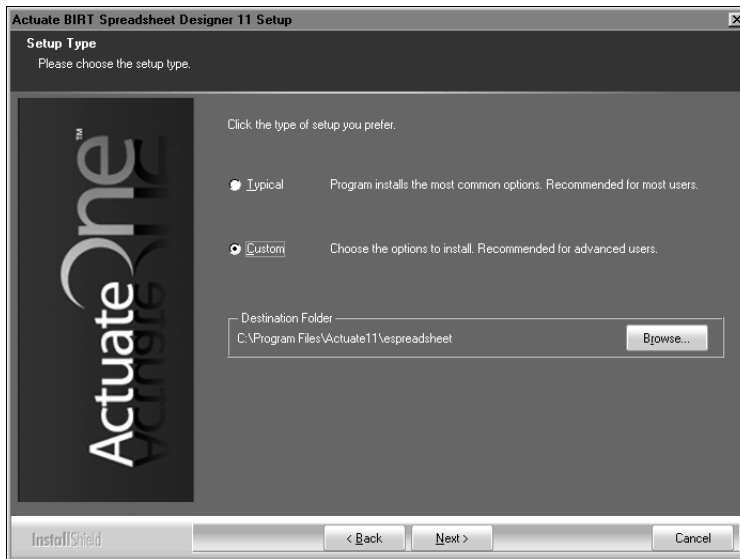 Actuate BIRT Spreadsheet Designer 11 Setup
Setup Type
Please choose the setup type.
ActuateOne™
Click the type of setup you prefer.
Typical Program installs the most common options. Recommended for most users.
Custom Choose the options to install. Recommended for advanced users.
Destination Folder
C:\Program Files\Actuate11\espreadsheet
Browse...
InstallShield
< Back Next > Cancel